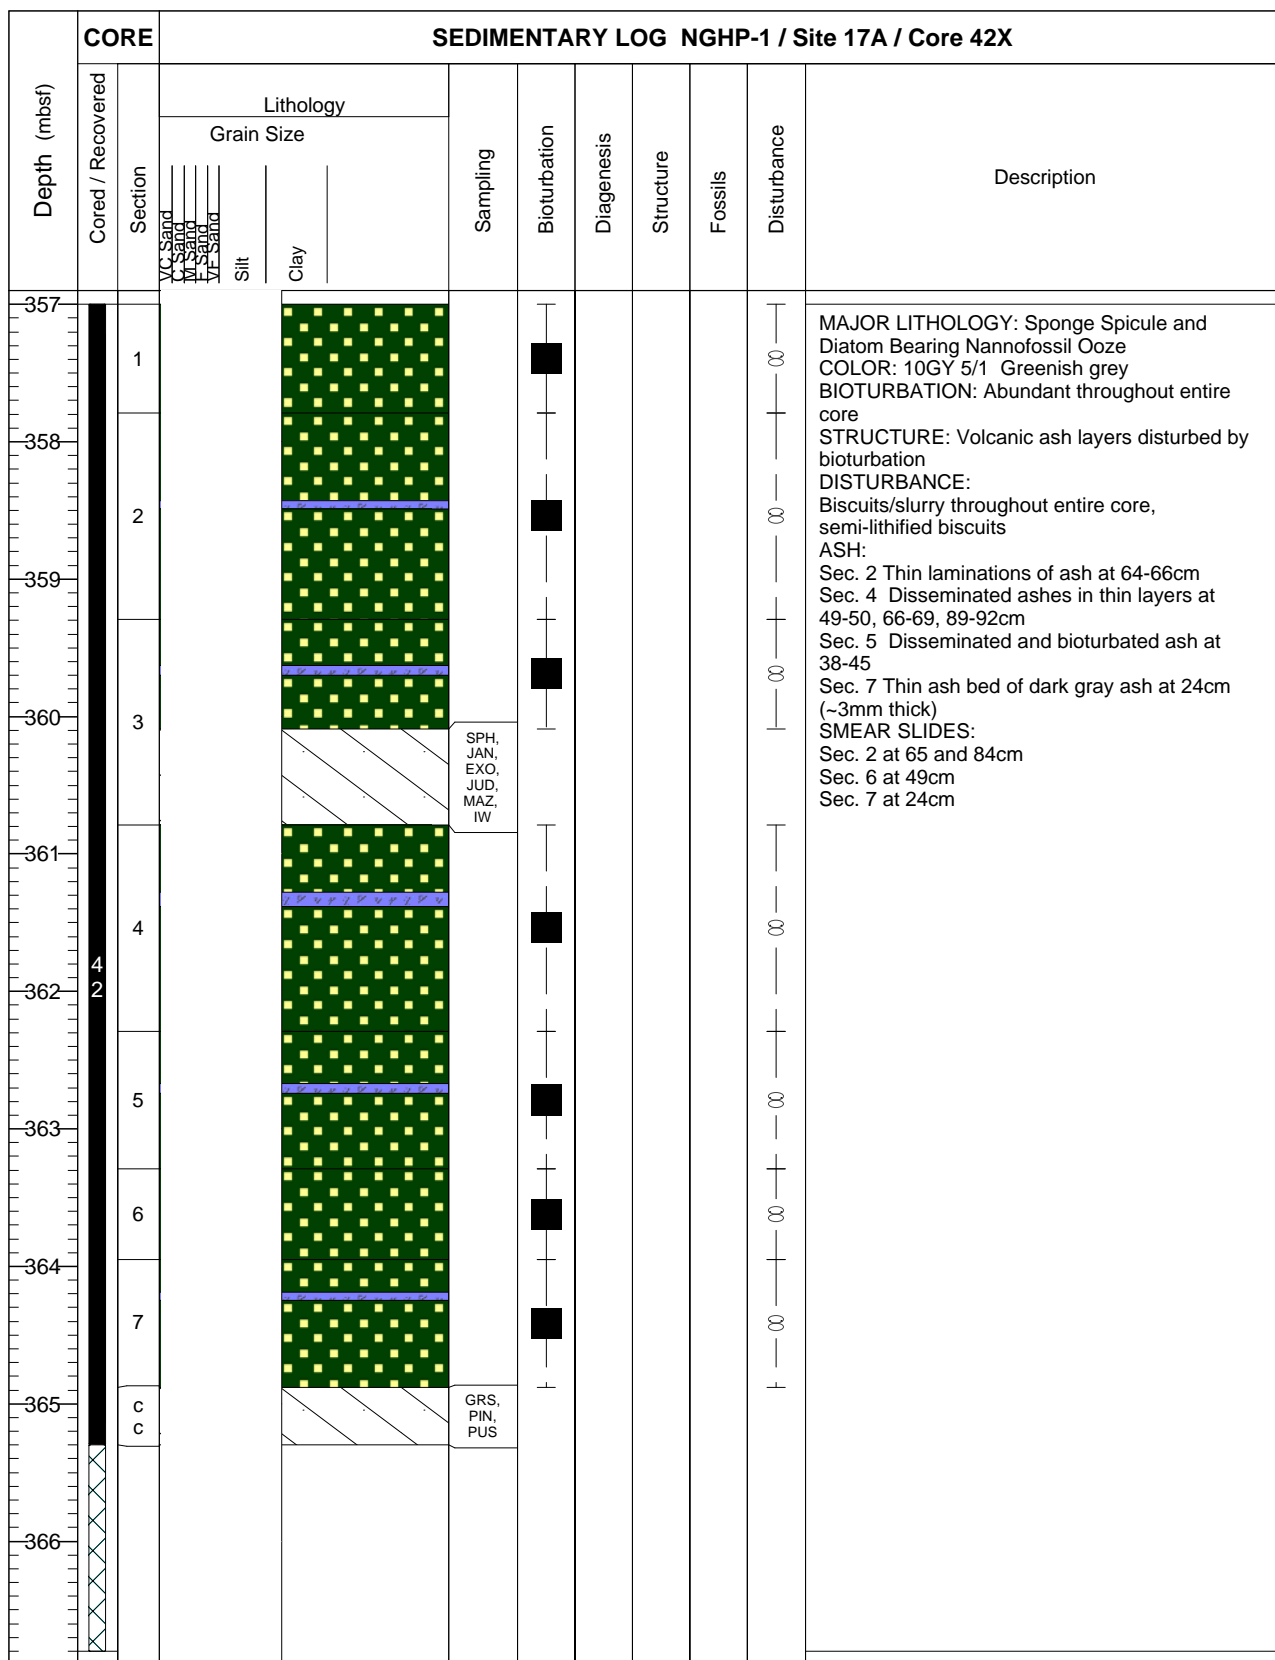 CORE
SEDIMENTARY LOG NGHP-1 / Site 17A / Core 42X
Depth (mbsf)
Cored / Recovered
Section
Lithology
Grain Size
VC Sand
C Sand
M Sand
F Sand
VF Sand
Silt
Clay
Sampling
Bioturbation
Diagenesis
Structure
Fossils
Disturbance
Description
357
358
359
360
361
362
363
364
365
366
4
2
1
2
3
4
5
6
7
c
c
SPH,
JAN,
EXO,
JUD,
MAZ,
IW
GRS,
PIN,
PUS
MAJOR LITHOLOGY: Sponge Spicule and
Diatom Bearing Nannofossil Ooze
COLOR: 10GY 5/1 Greenish grey
BIOTURBATION: Abundant throughout entire
core
STRUCTURE: Volcanic ash layers disturbed by
bioturbation
DISTURBANCE:
Biscuits/slurry throughout entire core,
semi-lithified biscuits
ASH:
Sec. 2 Thin laminations of ash at 64-66cm
Sec. 4 Disseminated ashes in thin layers at
49-50, 66-69, 89-92cm
Sec. 5 Disseminated and bioturbated ash at
38-45
Sec. 7 Thin ash bed of dark gray ash at 24cm
(~3mm thick)
SMEAR SLIDES:
Sec. 2 at 65 and 84cm
Sec. 6 at 49cm
Sec. 7 at 24cm